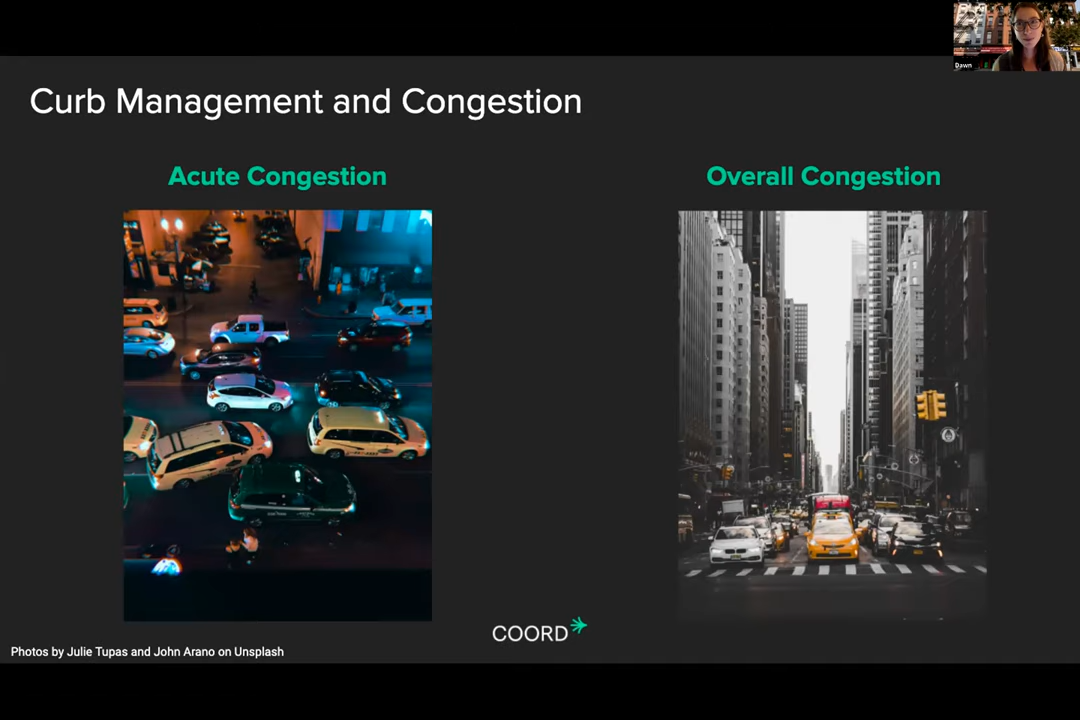 Dawn
Curb Management and Congestion
Acute Congestion
Overall Congestion
COORD
Photos by Julie Tupas and John Arano on Unsplash